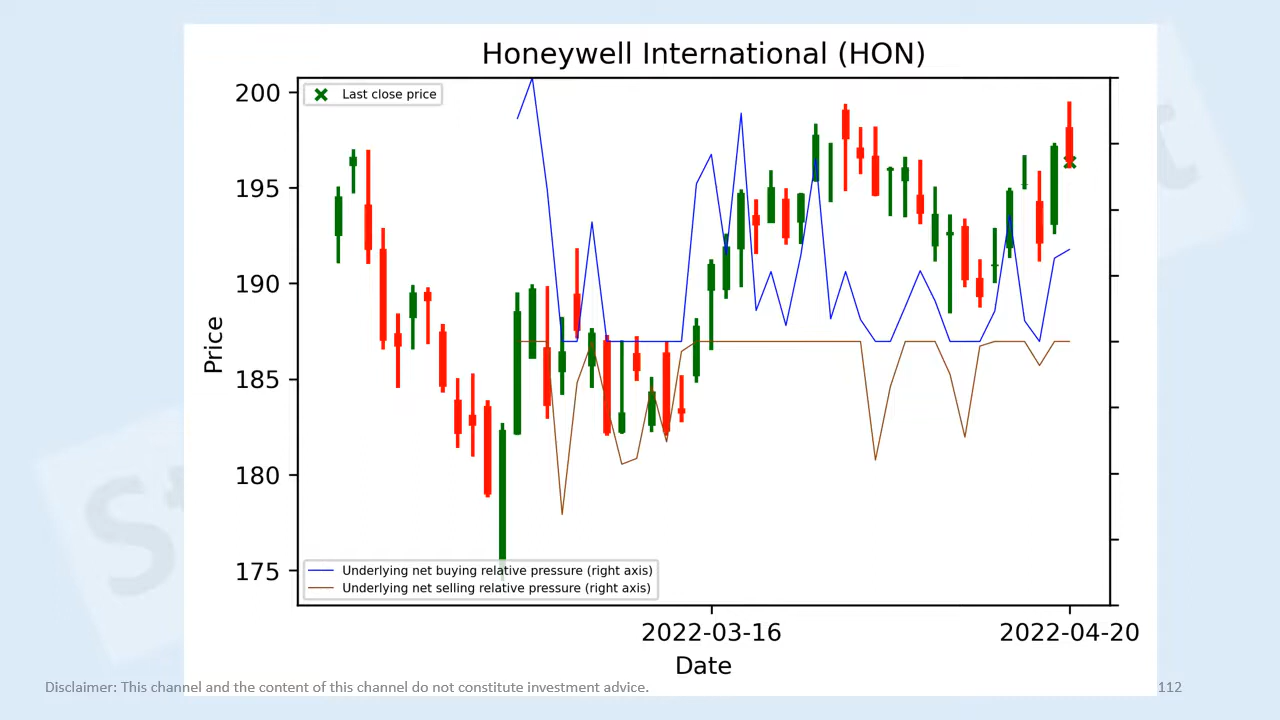 Honeywell International (HON)
Last close price
200
195
190
185
180
175
Price
Underlying net buying relative pressure (right axis)
Underlying net selling relative pressure (right axis)
2022-03-16
2022-04-20
Date
Disclaimer: This channel and the content of this channel do not constitute investment advice.
112